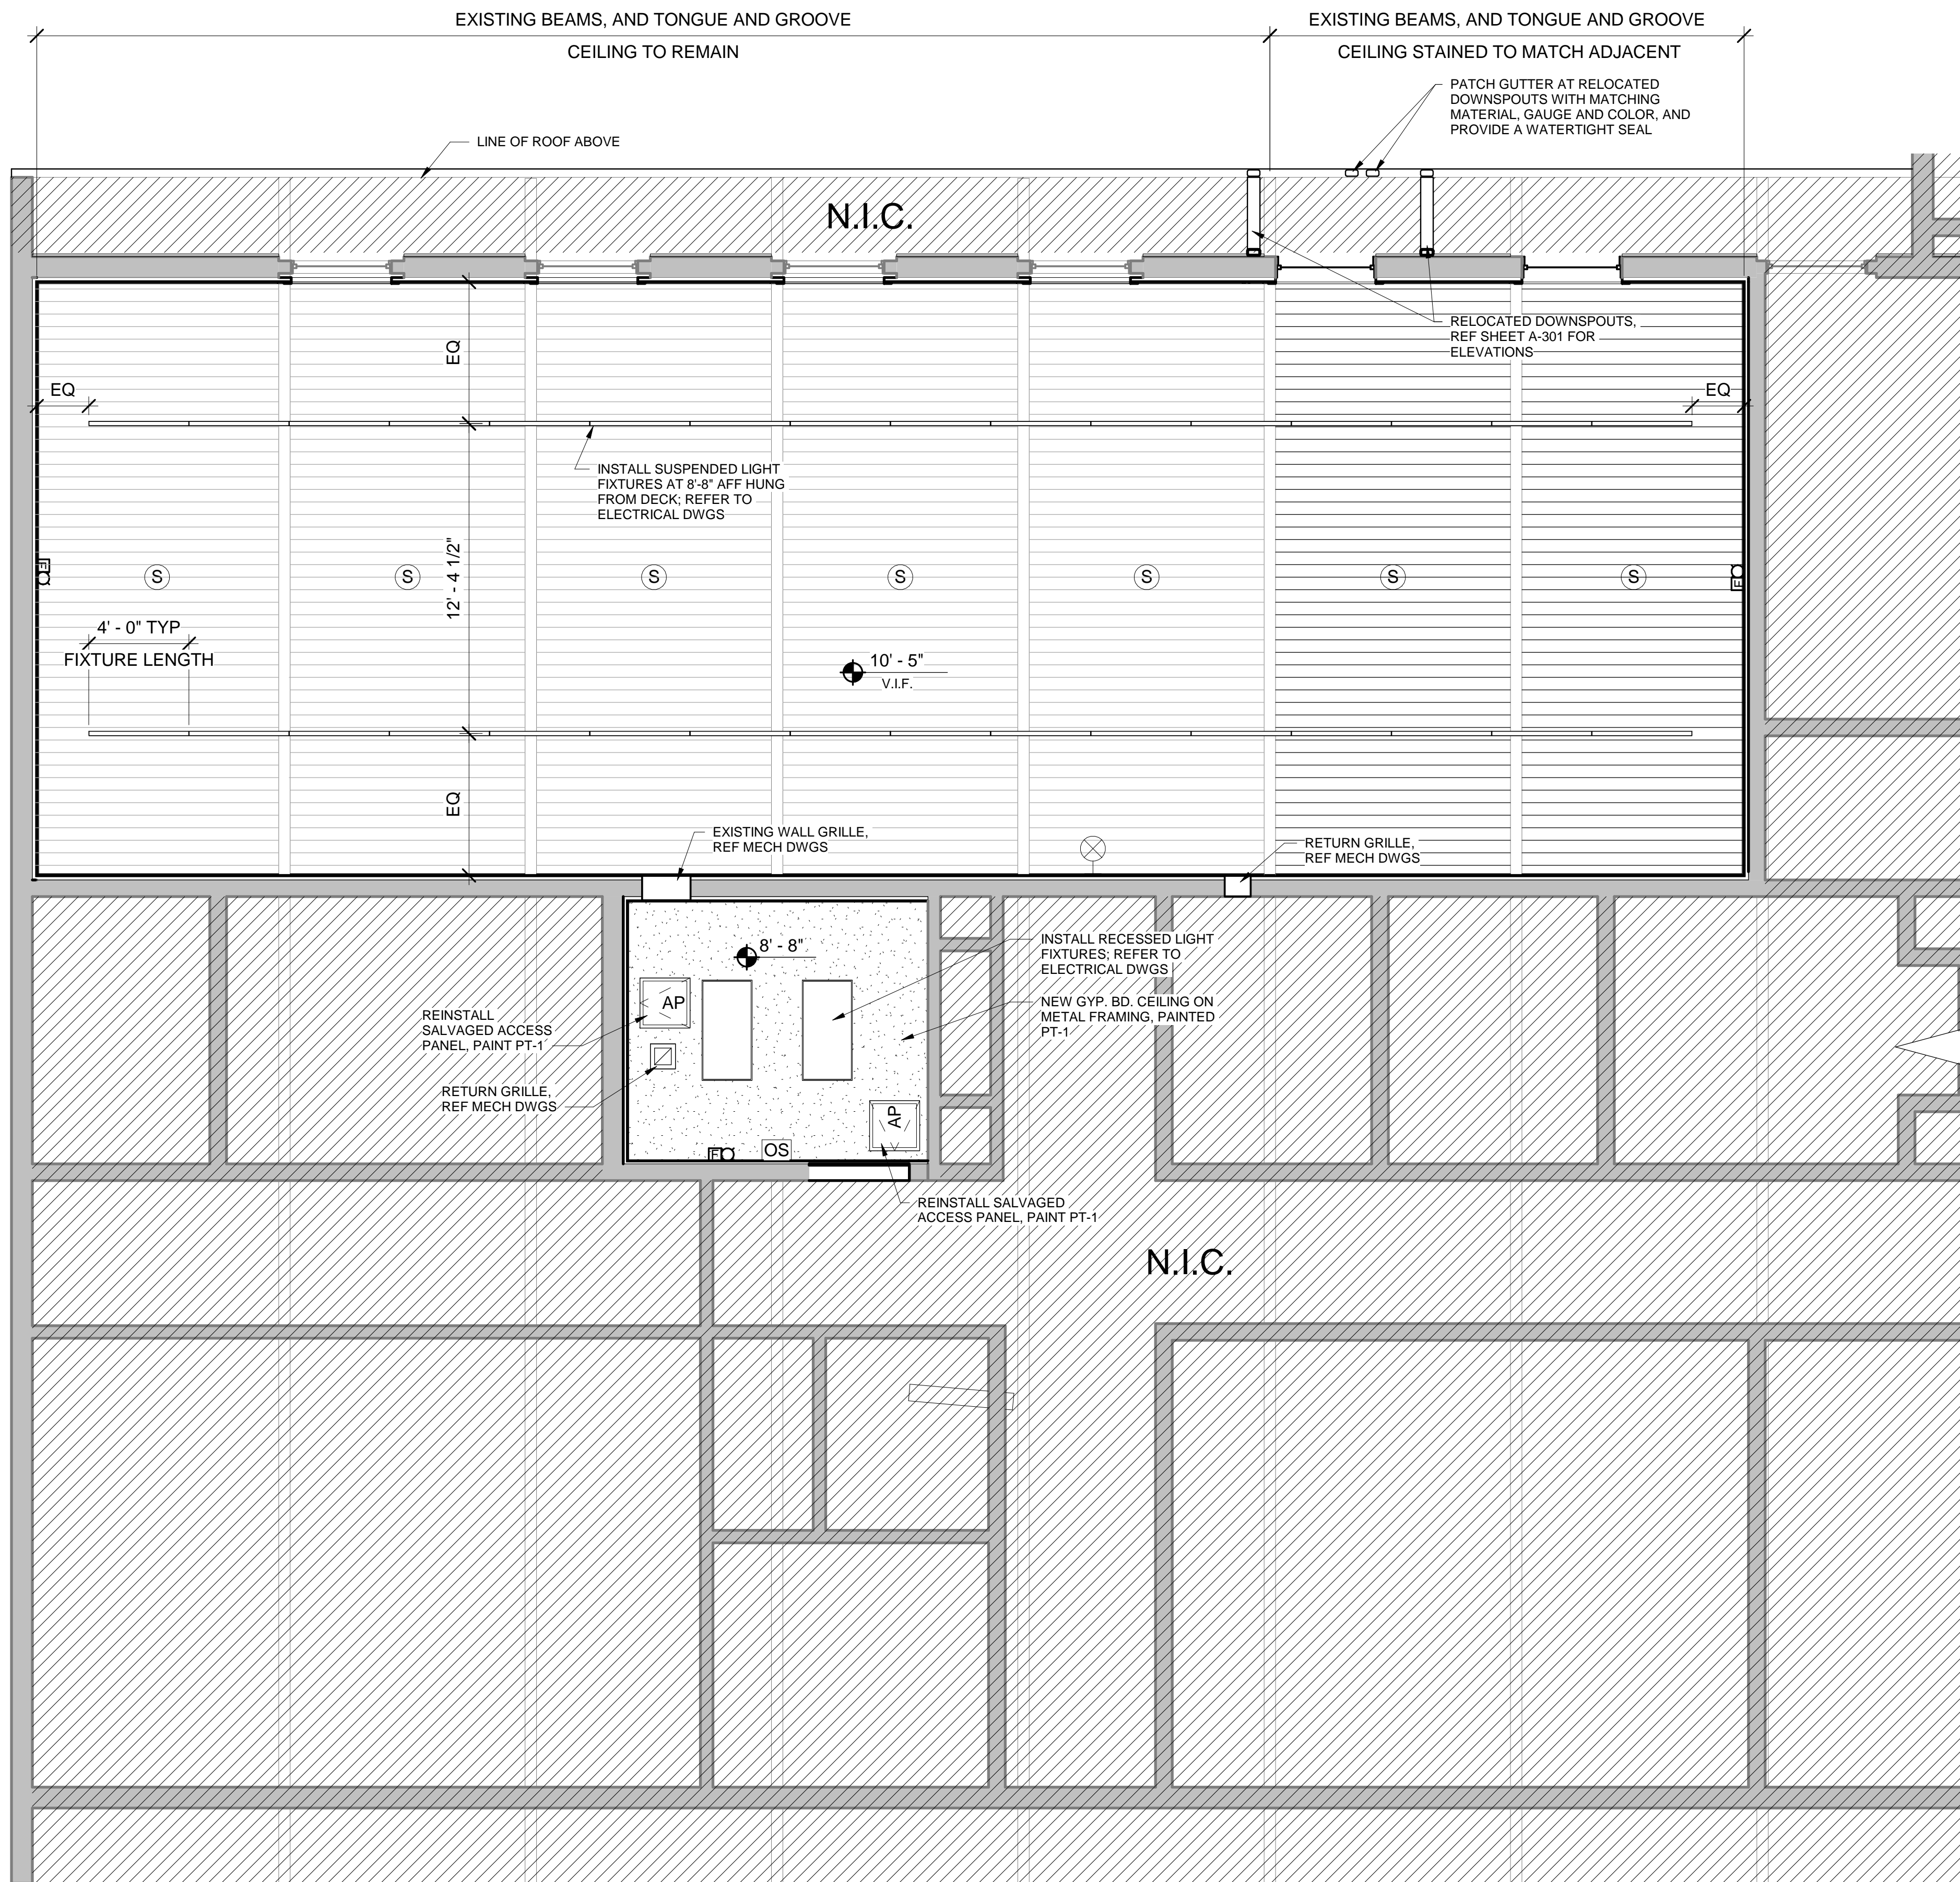 EXISTING BEAMS, AND TONGUE AND GROOVE
CEILING TO REMAIN
EXISTING BEAMS, AND TONGUE AND GROOVE
CEILING STAINED TO MATCH ADJACENT
PATCH GUTTER AT RELOCATED
DOWNSPOUTS WITH MATCHING
MATERIAL, GAUGE AND COLOR, AND
PROVIDE A WATERTIGHT SEAL
LINE OF ROOF ABOVE
N.I.C.
RELOCATED DOWNSPOUTS,
REF SHEET A-301 FOR
ELEVATIONS
EQ
EQ
EQ
INSTALL SUSPENDED LIGHT
FIXTURES AT 8'-8" AFF HUNG
FROM DECK; REFER TO
ELECTRICAL DWGS
12' - 4 1/2"
F
S
S
S
S
S
S
S
F
4' - 0" TYP
FIXTURE LENGTH
10' - 5"
V.I.F.
EQ
EXISTING WALL GRILLE,
REF MECH DWGS
RETURN GRILLE,
REF MECH DWGS
8' - 8"
INSTALL RECESSED LIGHT
FIXTURES; REFER TO
ELECTRICAL DWGS
AP
NEW GYP. BD. CEILING ON
METAL FRAMING, PAINTED
PT-1
REINSTALL
SALVAGED ACCESS
PANEL, PAINT PT-1
RETURN GRILLE,
REF MECH DWGS
AP
F
OS
REINSTALL SALVAGED
ACCESS PANEL, PAINT PT-1
N.I.C.